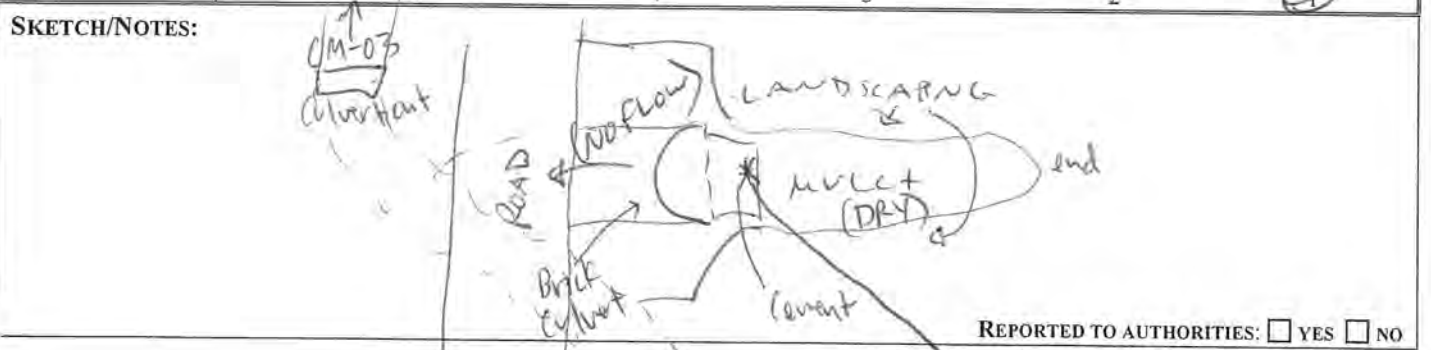 SKETCH/NOTES:
CM-03
Culvert out
ROAD
(NO FLOW)
LANDSCAPNG
MULCH
(DRY)
end
Brick
Culvert
Cement
REPORTED TO AUTHORITIES: ☐ YES ☐ NO